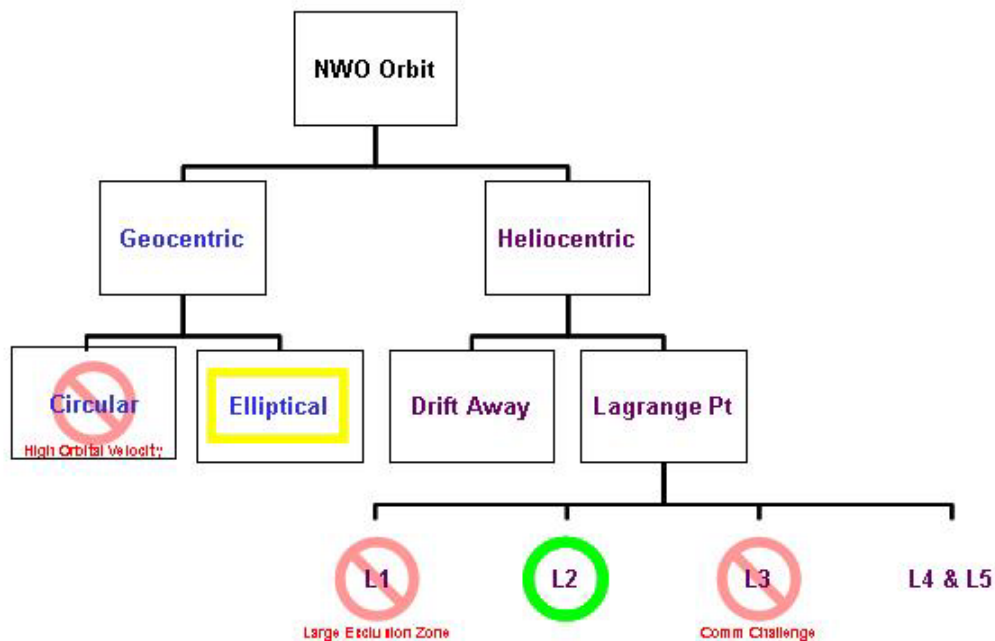 NWO Orbit
Geocentric
Heliocentric
Circular
High Orbital Velocity
Elliptical
Drift Away
Lagrange Pt
L1
Large Exclusion Zone
L2
L3
Comm Challenge
L4 & L5